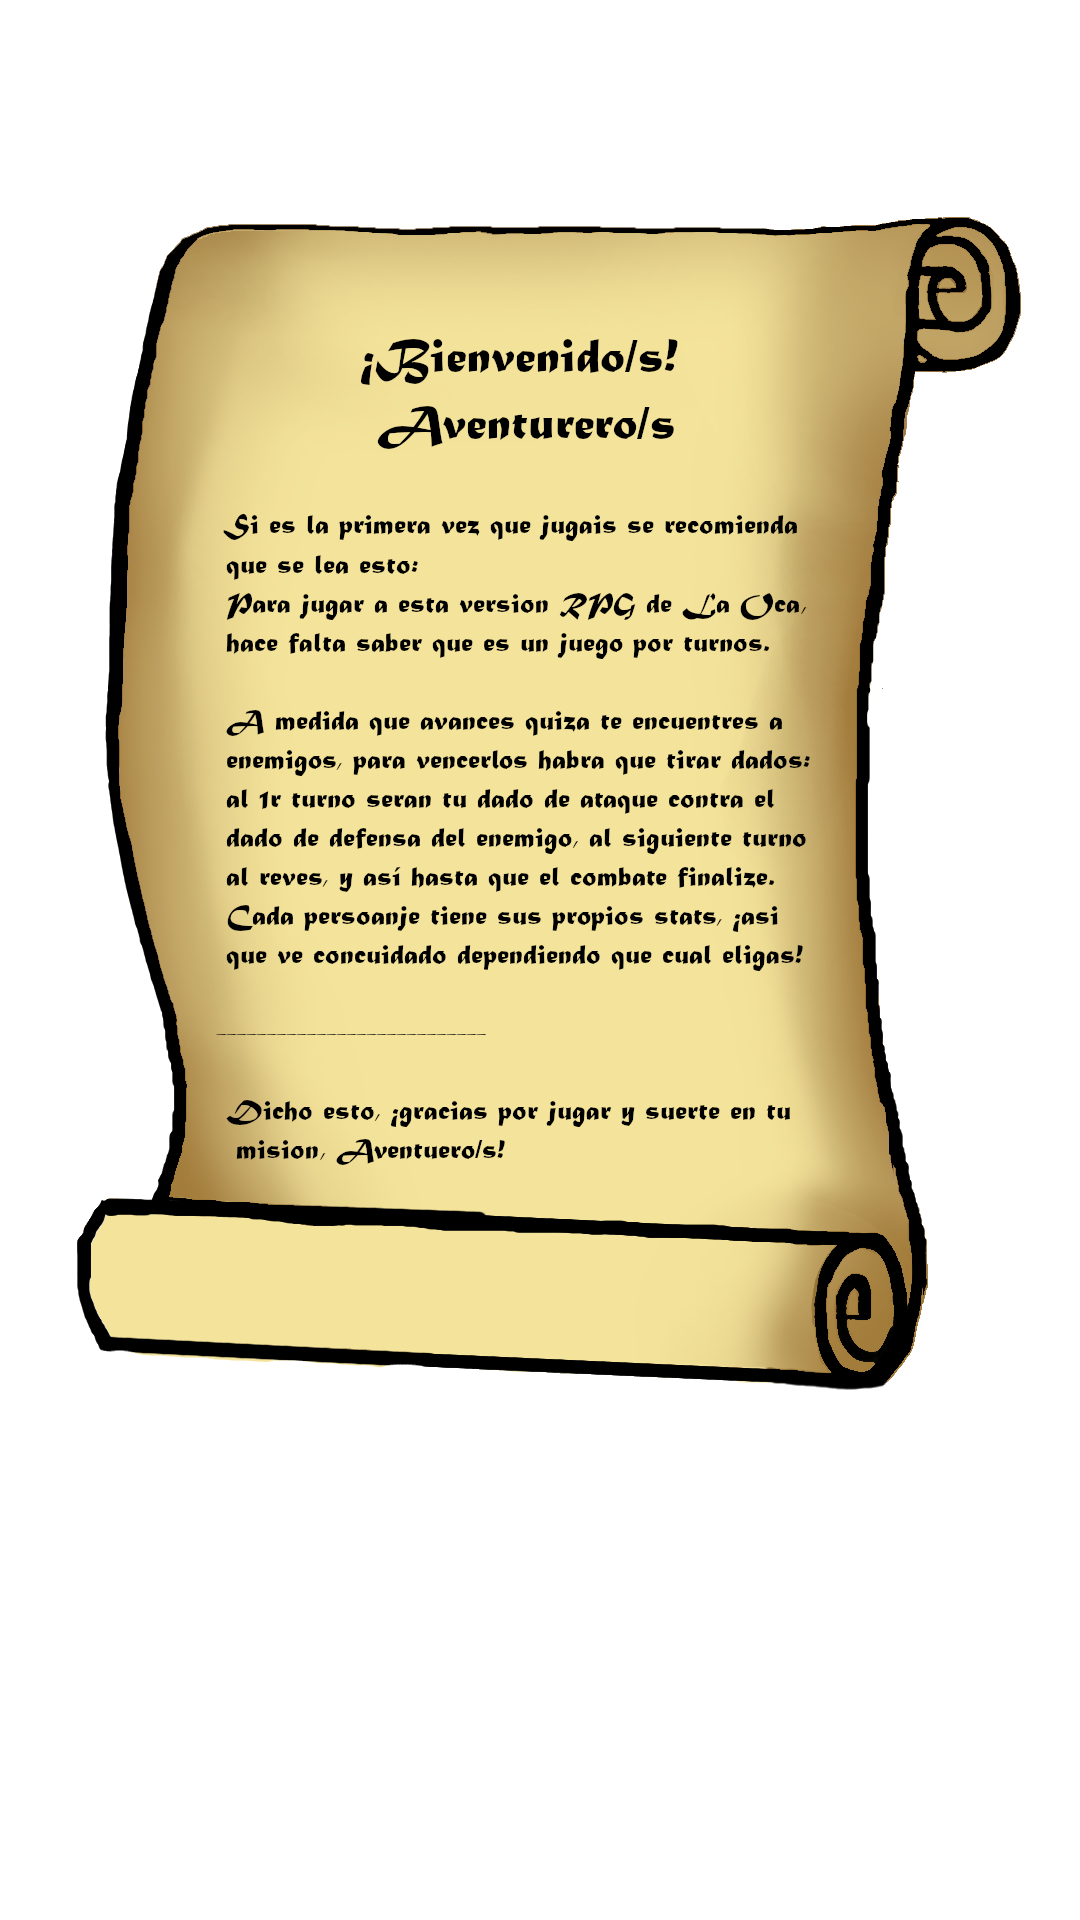 ¡Bienvenido/s!
Aventurero/s
Si es la primera vez que jugais se recomienda
que se lea esto:
Para jugar a esta version RPG de La Oca,
hace falta saber que es un juego por turnos.
A medida que avances quiza te encuentres a
enemigos, para vencerlos habra que tirar dados:
al 1r turno seran tu dado de ataque contra el
dado de defensa del enemigo, al siguiente turno
al reves, y así hasta que el combate finalize.
Cada persoanje tiene sus propios stats, ¡asi
que ve concuidado dependiendo que cual eligas!
Dicho esto, ¡gracias por jugar y suerte en tu
mision, Aventuero/s!